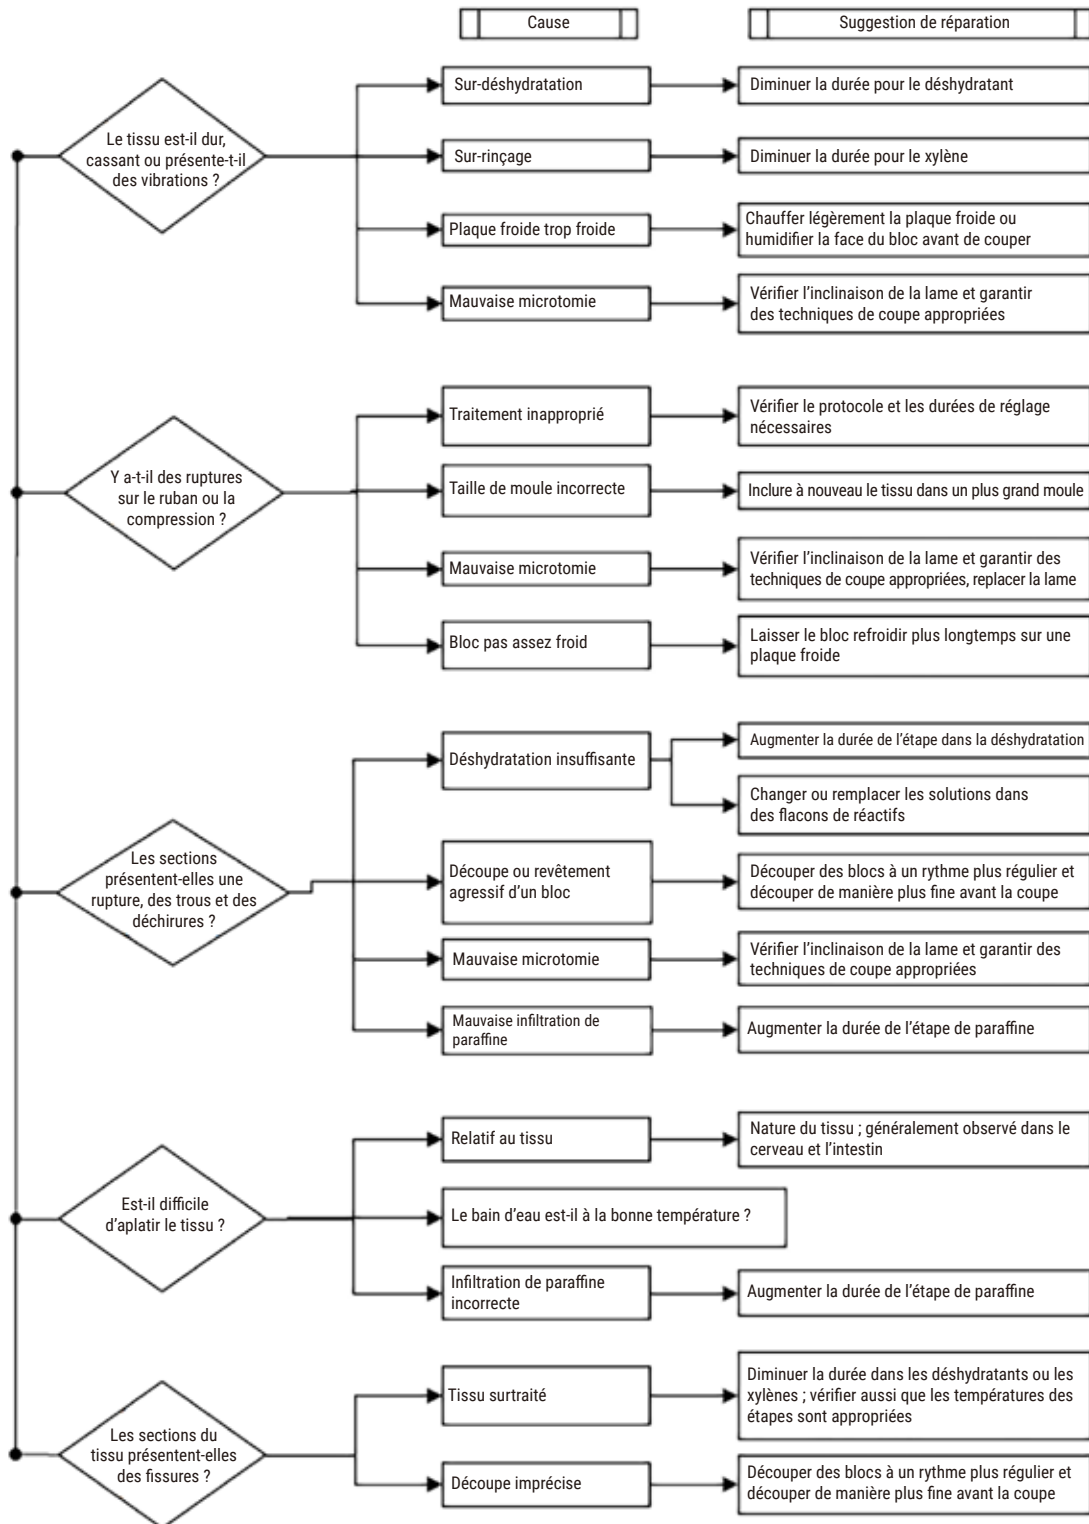 Cause
Suggestion de réparation
Le tissu est-il dur,
cassant ou présente-t-il
des vibrations ?
Sur-déshydratation
Diminuer la durée pour le déshydratant
Sur-rinçage
Diminuer la durée pour le xylène
Plaque froide trop froide
Chauffer légèrement la plaque froide ou
humidifier la face du bloc avant de couper
Mauvaise microtomie
Vérifier l'inclinaison de la lame et garantir
des techniques de coupe appropriées
Y a-t-il des ruptures
sur le ruban ou la
compression ?
Traitement inapproprié
Vérifier le protocole et les durées de réglage
nécessaires
Taille de moule incorrecte
Inclure à nouveau le tissu dans un plus grand moule
Mauvaise microtomie
Vérifier l'inclinaison de la lame et garantir des
techniques de coupe appropriées, replacer la lame
Bloc pas assez froid
Laisser le bloc refroidir plus longtemps sur une
plaque froide
Les sections
présentent-elles une
rupture, des trous et des
déchirures ?
Déshydratation insuffisante
Augmenter la durée de l'étape dans la déshydratation
Changer ou remplacer les solutions dans
des flacons de réactifs
Découpe ou revêtement
agressif d'un bloc
Découper des blocs à un rythme plus régulier et
découper de manière plus fine avant la coupe
Mauvaise microtomie
Vérifier l'inclinaison de la lame et garantir des
techniques de coupe appropriées
Mauvaise infiltration de
paraffine
Augmenter la durée de l'étape de paraffine
Est-il difficile
d'aplatir le tissu ?
Relatif au tissu
Nature du tissu ; généralement observé dans le
cerveau et l'intestin
Le bain d'eau est-il à la bonne température ?
Infiltration de paraffine
incorrecte
Augmenter la durée de l'étape de paraffine
Les sections du
tissu présentent-elles
des fissures ?
Tissu surtraité
Diminuer la durée dans les déshydratants ou les
xylènes ; vérifier aussi que les températures des
étapes sont appropriées
Découpe imprécise
Découper des blocs à un rythme plus régulier et
découper de manière plus fine avant la coupe